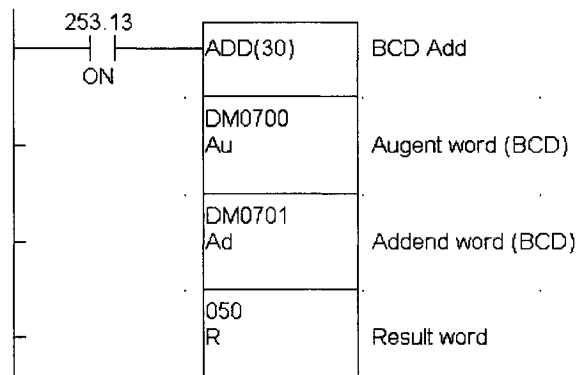 253.13
ON
ADD(30) BCD Add
DM0700
Au Augent word (BCD)
DM0701
Ad Addend word (BCD)
050
R Result word